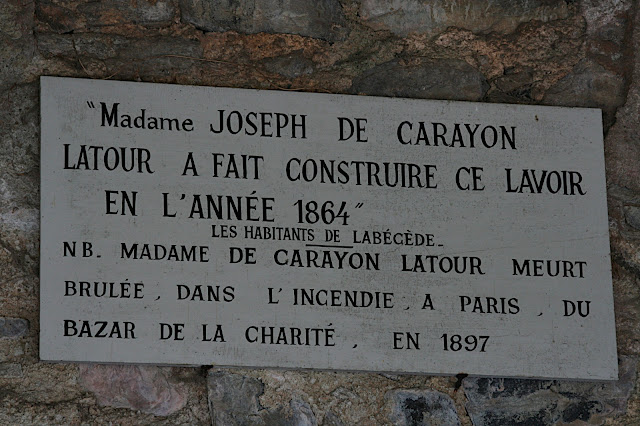 "Madame JOSEPH DE CARAYON
LATOUR A FAIT CONSTRUIRE CE LAVOIR
EN L'ANNÉE 1864"
LES HABITANTS DE LABÉGÈDE_
NB. MADAME DE CARAYON LATOUR MEURT
BRULÉE, DANS L'INCENDIE, A PARIS, DU
BAZAR DE LA CHARITÉ, EN 1897